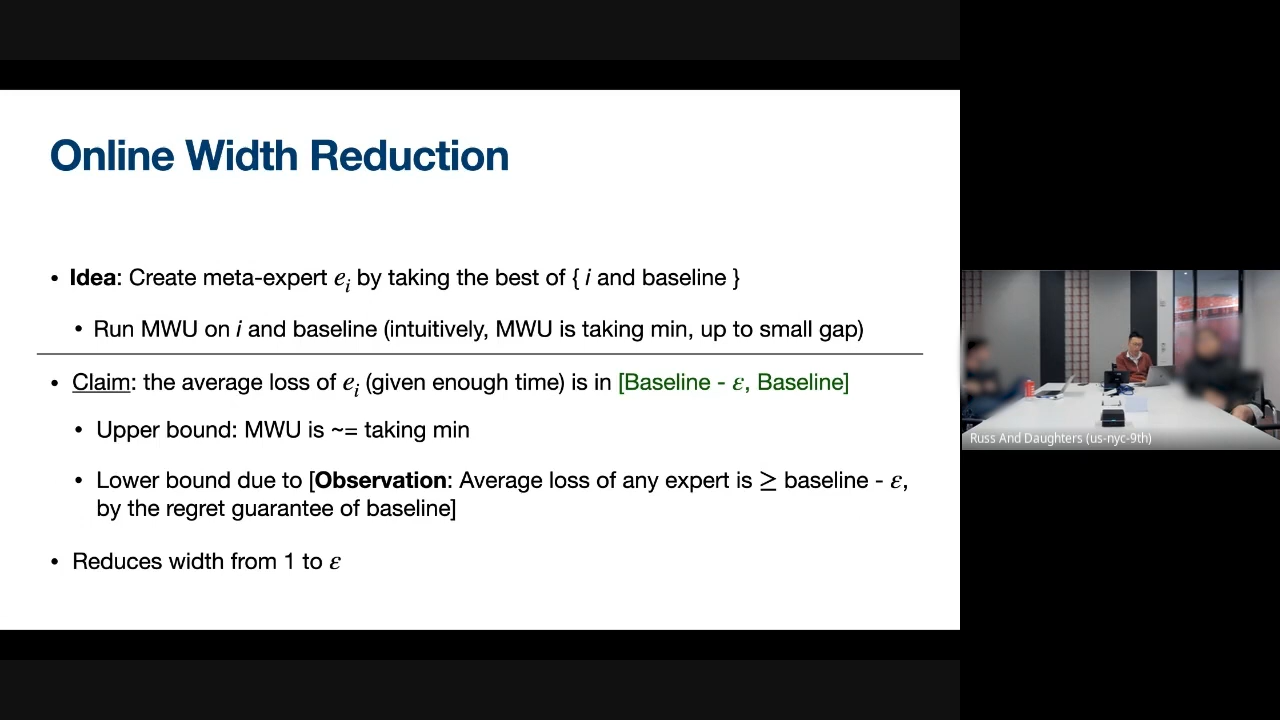 Online Width Reduction
• Idea: Create meta-expert eᵢ by taking the best of { i and baseline }
• Run MWU on i and baseline (intuitively, MWU is taking min, up to small gap)
• Claim: the average loss of eᵢ (given enough time) is in [Baseline - ε, Baseline]
• Upper bound: MWU is ~= taking min
• Lower bound due to [Observation: Average loss of any expert is ≥ baseline - ε,
by the regret guarantee of baseline]
• Reduces width from 1 to ε
Russ And Daughters (us-nyc-9th)